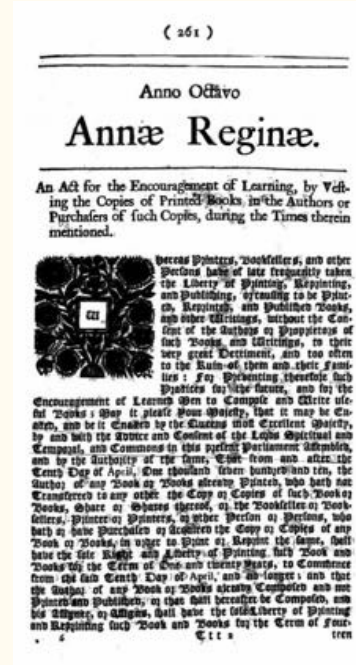 ( 261 )
Anno Octavo
Annæ Reginæ.
An Act for the Encouragement of Learning, by Vest-
ing the Copies of Printed Books in the Authors or
Purchasers of such Copies, during the Times therein
mentioned.
Whereas Printers, Booksellers, and other
Persons have of late frequently taken
the Liberty of Printing, Reprinting,
and Publishing, or causing to be Print-
ed, Reprinted, and Published Books,
and other Writings, without the Con-
sent of the Authors or Proprietors of
such Books and Writings, to their
very great Detriment, and too often
to the Ruin of them and their Fami-
lies : For Preventing therefore such
Practices for the future, and for the
Encouragement of Learned Men to Compose and Write use-
ful Books ; May it please Your Majesty, that it may be En-
acted, and be it Enacted by the Queens most Excellent Majesty,
by and with the Advice and Consent of the Lords Spiritual and
Temporal, and Commons in this present Parliament Assembled,
and by the Authority of the same, That from and after the
Tenth Day of April, One thousand seven hundred and ten, the
Author of any Book or Books already Printed, who hath not
Transferred to any other the Copy or Copies of such Book or
Books, Share or Shares thereof, or the Bookseller or Book-
sellers, Printer or Printers, or other Person or Persons, who
hath or have Purchased or Acquired the Copy or Copies of any
Book or Books, in order to Print or Reprint the same, shall
have the sole Right and Liberty of Printing such Book and
Books for the Term of One and twenty Years, to Commence
from the said Tenth Day of April, and no longer ; and that
the Author of any Book or Books already Composed and not
Printed and Published, or that shall hereafter be Composed, and
his Assignee, or Assigns, shall have the sole Liberty of Printing
and Reprinting such Book and Books for the Term of Four-
Tttt teen